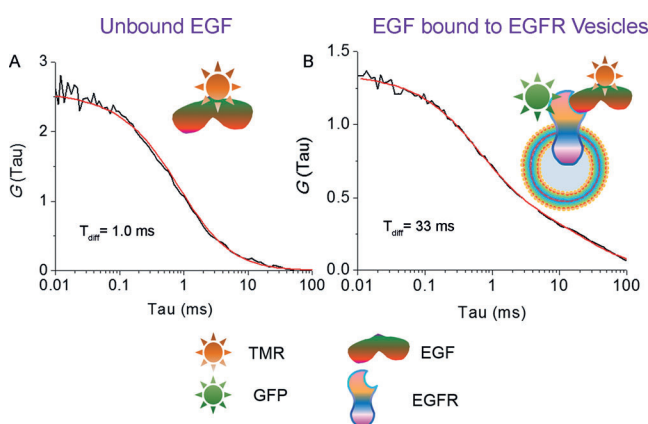 Unbound EGF
EGF bound to EGFR Vesicles
A
B
3
2
1
0
G (Tau)
T_diff= 1.0 ms
0.01 0.1 1 10 100
Tau (ms)
1.5
1.0
0.5
0.0
G (Tau)
T_diff= 33 ms
0.01 0.1 1 10 100
Tau (ms)
TMR
EGF
GFP
EGFR